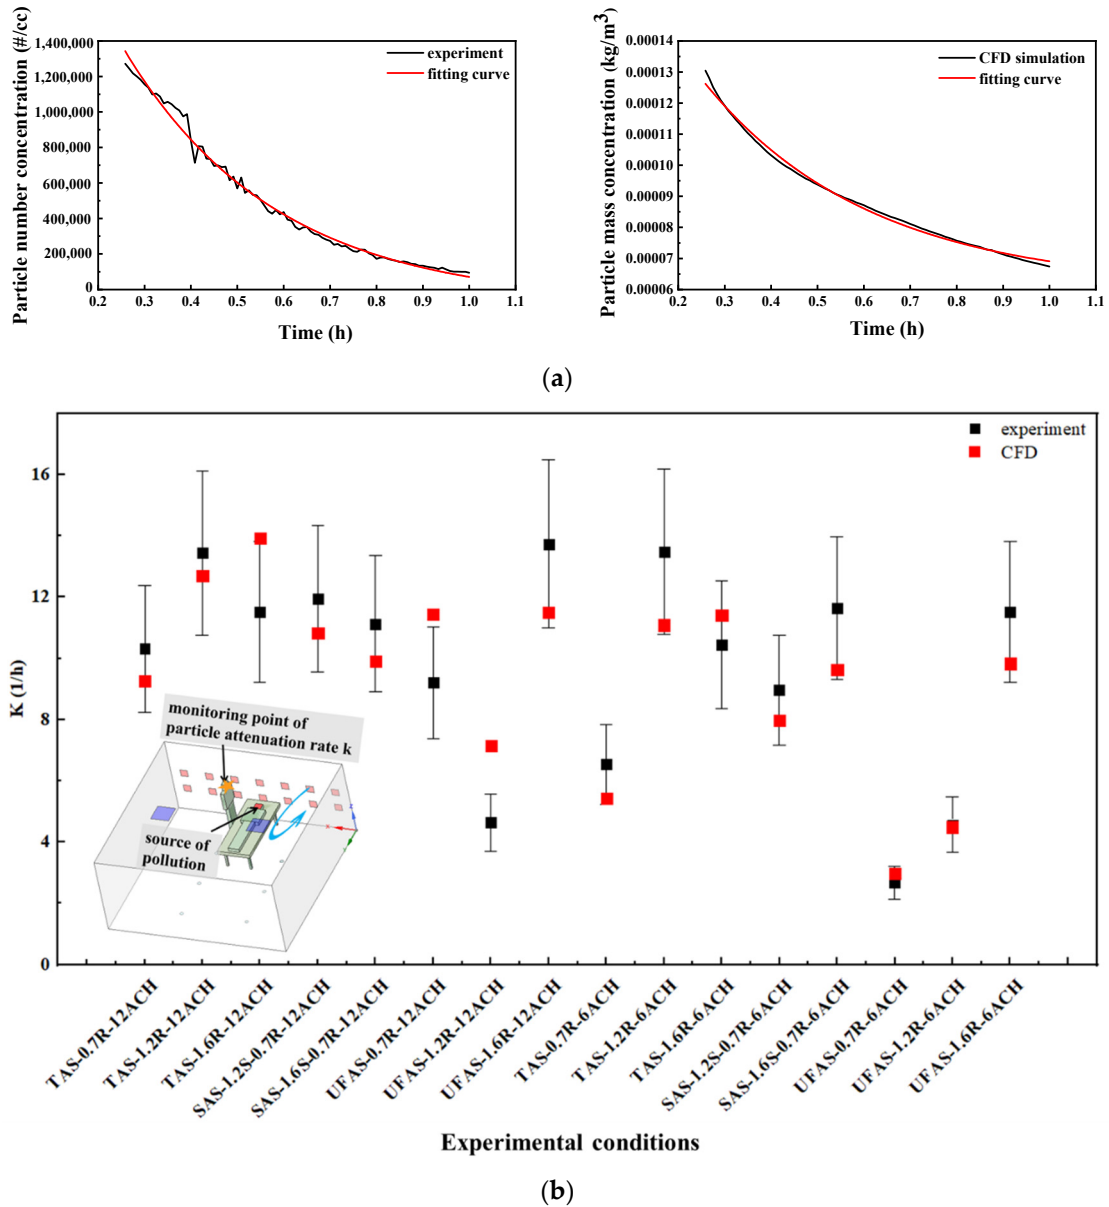 Particle number concentration (#/cc)
1,400,000
1,200,000
1,000,000
800,000
600,000
400,000
200,000
0
0.2 0.3 0.4 0.5 0.6 0.7 0.8 0.9 1.0 1.1
Time (h)
experiment
fitting curve
Particle mass concentration (kg/m³)
0.00014
0.00013
0.00012
0.00011
0.00010
0.00009
0.00008
0.00007
0.00006
0.2 0.3 0.4 0.5 0.6 0.7 0.8 0.9 1.0 1.1
Time (h)
CFD simulation
fitting curve
(a)
K (1/h)
16
12
8
4
0
experiment
CFD
monitoring point of
particle attenuation rate k
source of
pollution
TAS-0.7R-12ACH
TAS-1.2R-12ACH
TAS-1.6R-12ACH
SAS-1.2S-0.7R-12ACH
SAS-1.6S-0.7R-12ACH
UFAS-0.7R-12ACH
UFAS-1.2R-12ACH
UFAS-1.6R-12ACH
TAS-0.7R-6ACH
TAS-1.2R-6ACH
TAS-1.6R-6ACH
SAS-1.2S-0.7R-6ACH
SAS-1.6S-0.7R-6ACH
UFAS-0.7R-6ACH
UFAS-1.2R-6ACH
UFAS-1.6R-6ACH
Experimental conditions
(b)